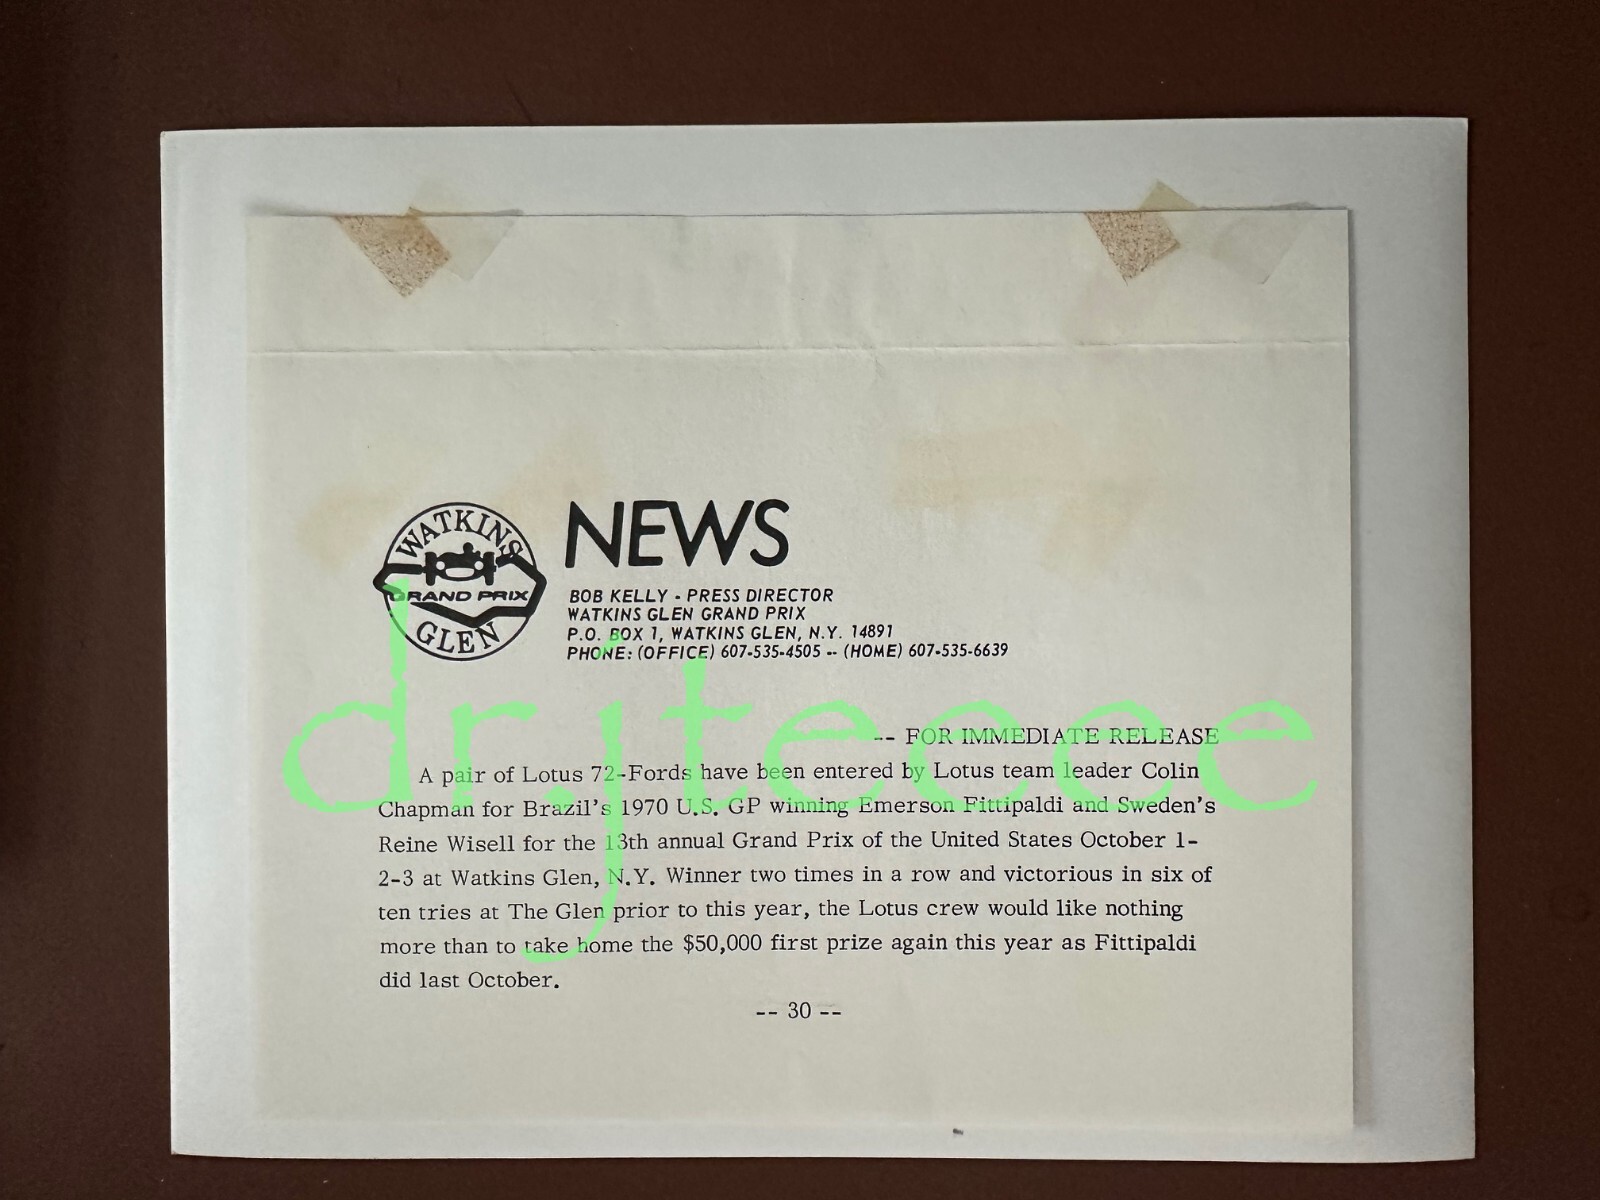 WATKINS
GRAND PRIX
GLEN
NEWS
BOB KELLY - PRESS DIRECTOR
WATKINS GLEN GRAND PRIX
P.O. BOX 1, WATKINS GLEN, N.Y. 14891
PHONE: (OFFICE) 607-535-4505 -- (HOME) 607-535-6639
dr.jtecce
-- FOR IMMEDIATE RELEASE
A pair of Lotus 72-Fords have been entered by Lotus team leader Colin
Chapman for Brazil's 1970 U.S. GP winning Emerson Fittipaldi and Sweden's
Reine Wisell for the 13th annual Grand Prix of the United States October 1-
2-3 at Watkins Glen, N.Y. Winner two times in a row and victorious in six of
ten tries at The Glen prior to this year, the Lotus crew would like nothing
more than to take home the $50,000 first prize again this year as Fittipaldi
did last October.
-- 30 --